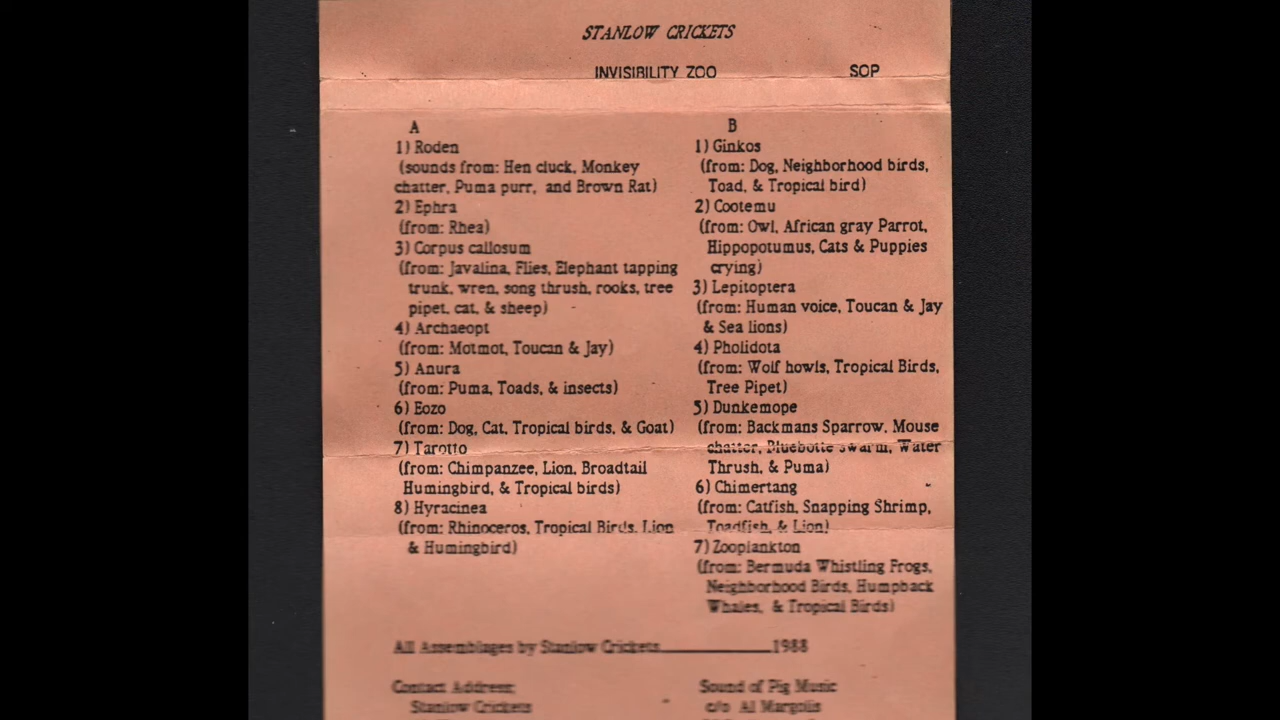 STANLOW CRICKETS
INVISIBILITY ZOO SOP
A
1) Roden
(sounds from: Hen cluck, Monkey
chatter, Puma purr, and Brown Rat)
2) Ephra
(from: Rhea)
3) Corpus callosum
(from: Javalina, Flies, Elephant tapping
trunk, wren, song thrush, rooks, tree
pipet, cat, & sheep)
4) Archaeopt
(from: Motmot, Toucan & Jay)
5) Anura
(from: Puma, Toads, & insects)
6) Eozo
(from: Dog, Cat, Tropical birds, & Goat)
7) Tarotto
(from: Chimpanzee, Lion, Broadtail
Humingbird, & Tropical birds)
8) Hyracinea
(from: Rhinoceros, Tropical Birds, Lion
& Humingbird)
B
1) Ginkos
(from: Dog, Neighborhood birds,
Toad, & Tropical bird)
2) Cootemu
(from: Owl, African gray Parrot,
Hippopotumus, Cats & Puppies
crying)
3) Lepitoptera
(from: Human voice, Toucan & Jay
& Sea lions)
4) Pholidota
(from: Wolf howls, Tropical Birds,
Tree Pipet)
5) Dunkemope
(from: Backmans Sparrow, Mouse
chatter, Bluebotte swarm, Water
Thrush, & Puma)
6) Chimertang
(from: Catfish, Snapping Shrimp,
Toadfish, & Lion)
7) Zooplankton
(from: Bermuda Whistling Frogs,
Neighborhood Birds, Humpback
Whales, & Tropical Birds)
All Assemblages by Stanlow Crickets 1988
Contact Address:
Stanlow Crickets
Sound of Pig Music
c/o Al Margolis